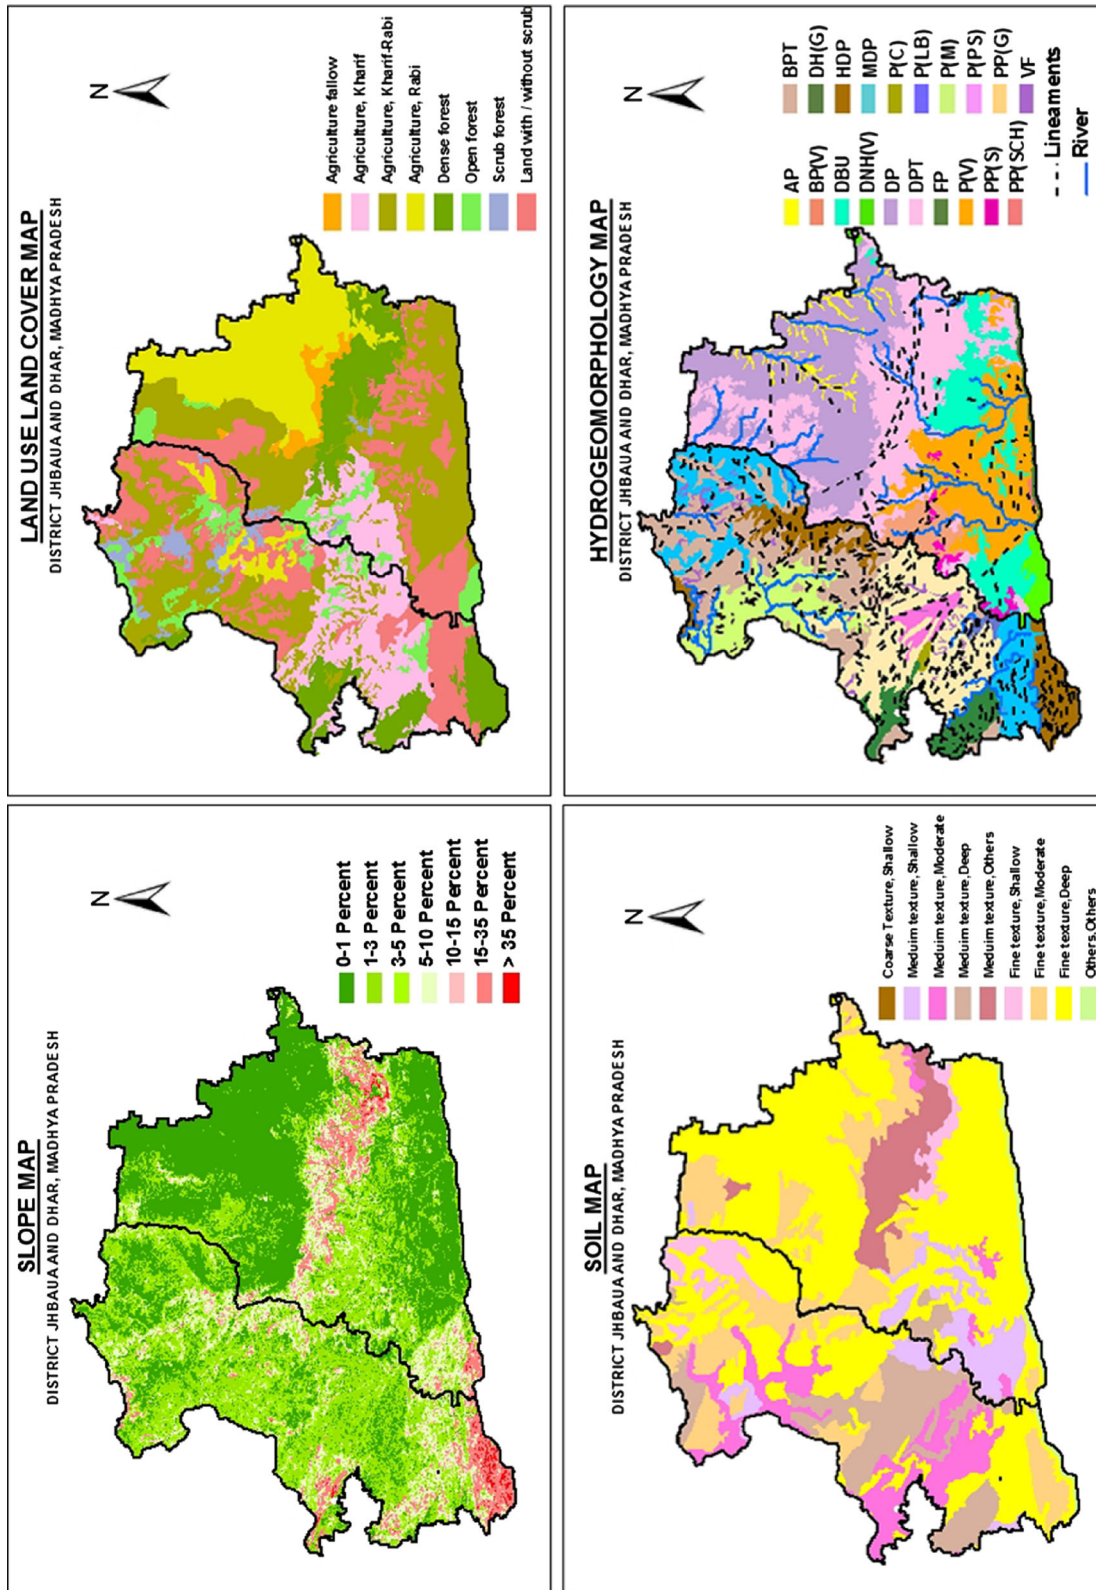 SLOPE MAP
DISTRICT JHBAUA AND DHAR, MADHYA PRADESH
N
0-1 Percent
1-3 Percent
3-5 Percent
5-10 Percent
10-15 Percent
15-35 Percent
> 35 Percent
LAND USE LAND COVER MAP
DISTRICT JHBAUA AND DHAR, MADHYA PRADESH
N
Agriculture fallow
Agriculture, Kharif
Agriculture, Kharif-Rabi
Agriculture, Rabi
Dense forest
Open forest
Scrub forest
Land with / without scrub
SOIL MAP
DISTRICT JHBAUA AND DHAR, MADHYA PRADESH
N
Coarse Texture, Shallow
Meduim texture, Shallow
Meduim texture, Moderate
Meduim texture, Deep
Meduim texture, Others
Fine texture, Shallow
Fine texture, Moderate
Fine texture, Deep
Others, Others
HYDROGEOMORPHOLOGY MAP
DISTRICT JHBAUA AND DHAR, MADHYA PRADESH
N
AP BPT
BP(V) DH(G)
DBU HDP
DNH(V) MDP
DP P(C)
DPT P(LB)
FP P(M)
P(V) P(PS)
PP(S) PP(G)
PP(SCH) VF
Lineaments
River